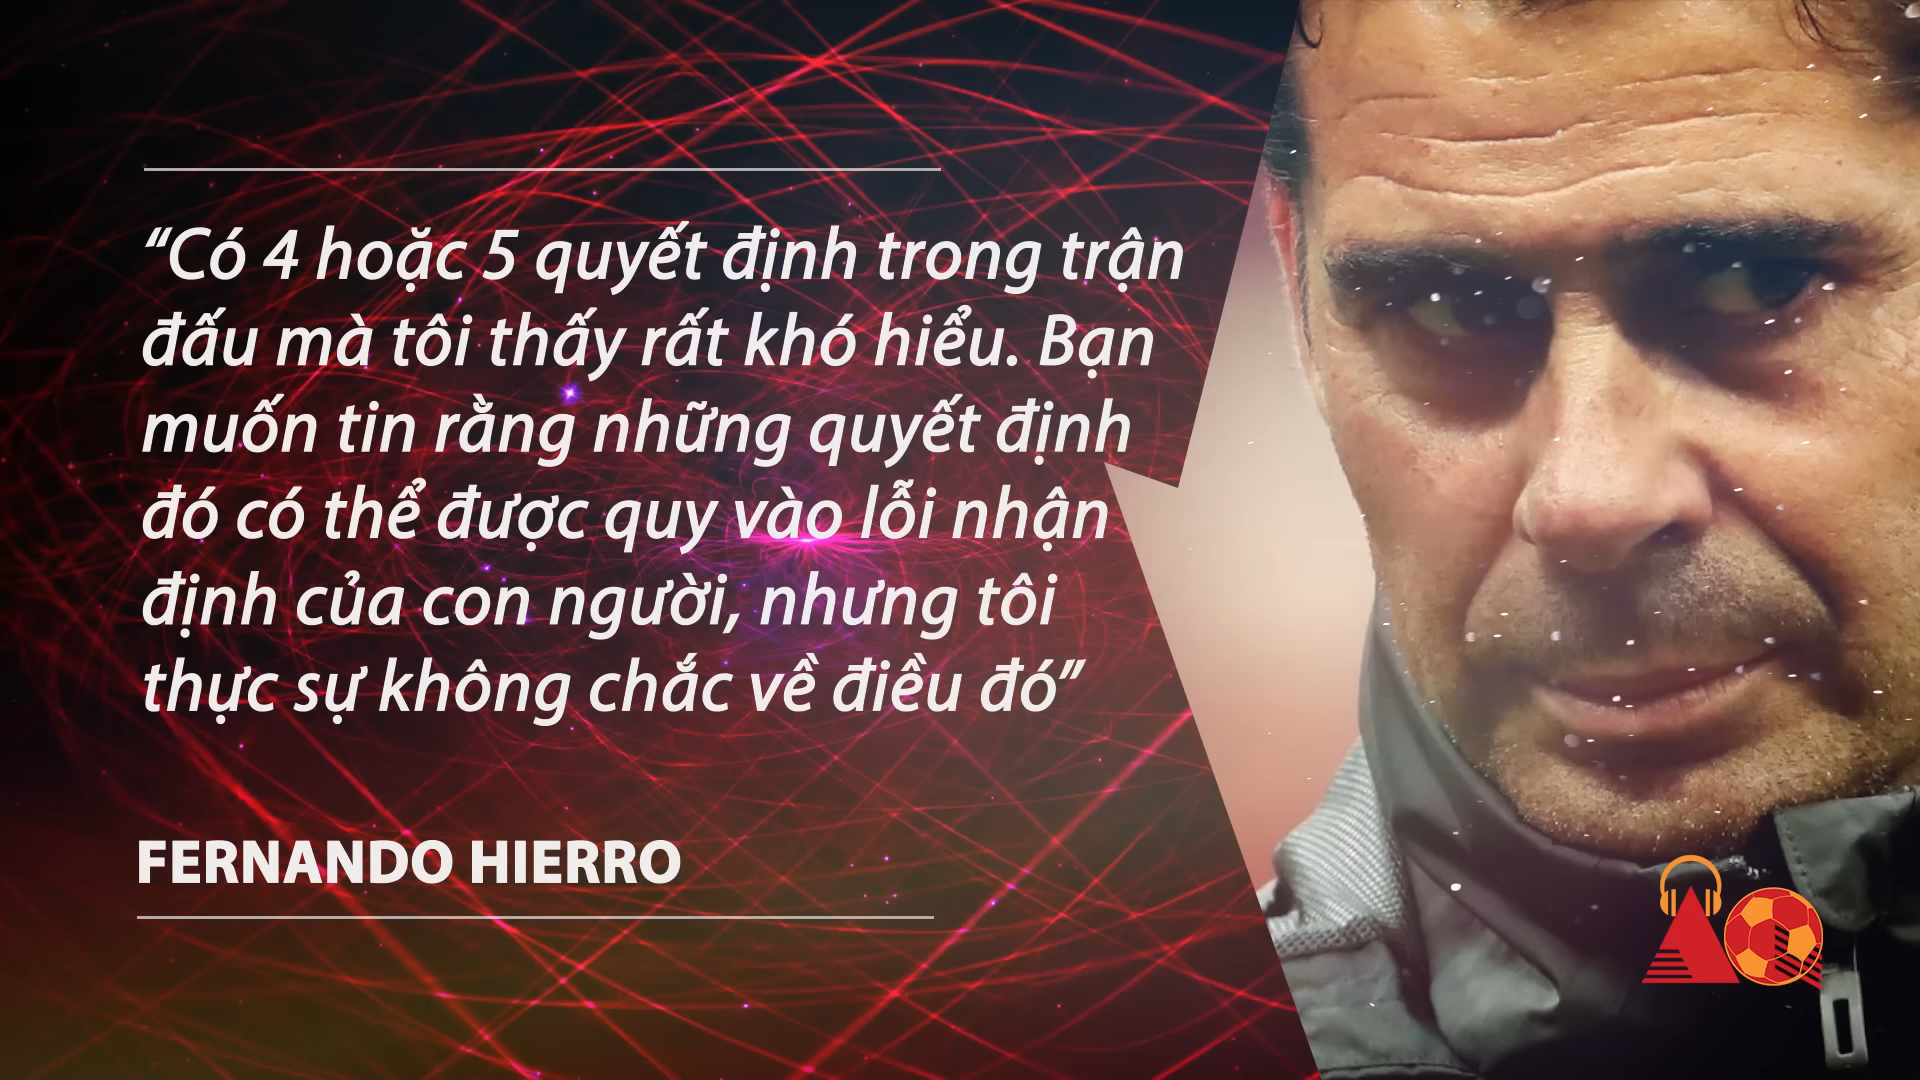 “Có 4 hoặc 5 quyết định trong trận
đấu mà tôi thấy rất khó hiểu. Bạn
muốn tin rằng những quyết định
đó có thể được quy vào lỗi nhận
định của con người, nhưng tôi
thực sự không chắc về điều đó”
FERNANDO HIERRO